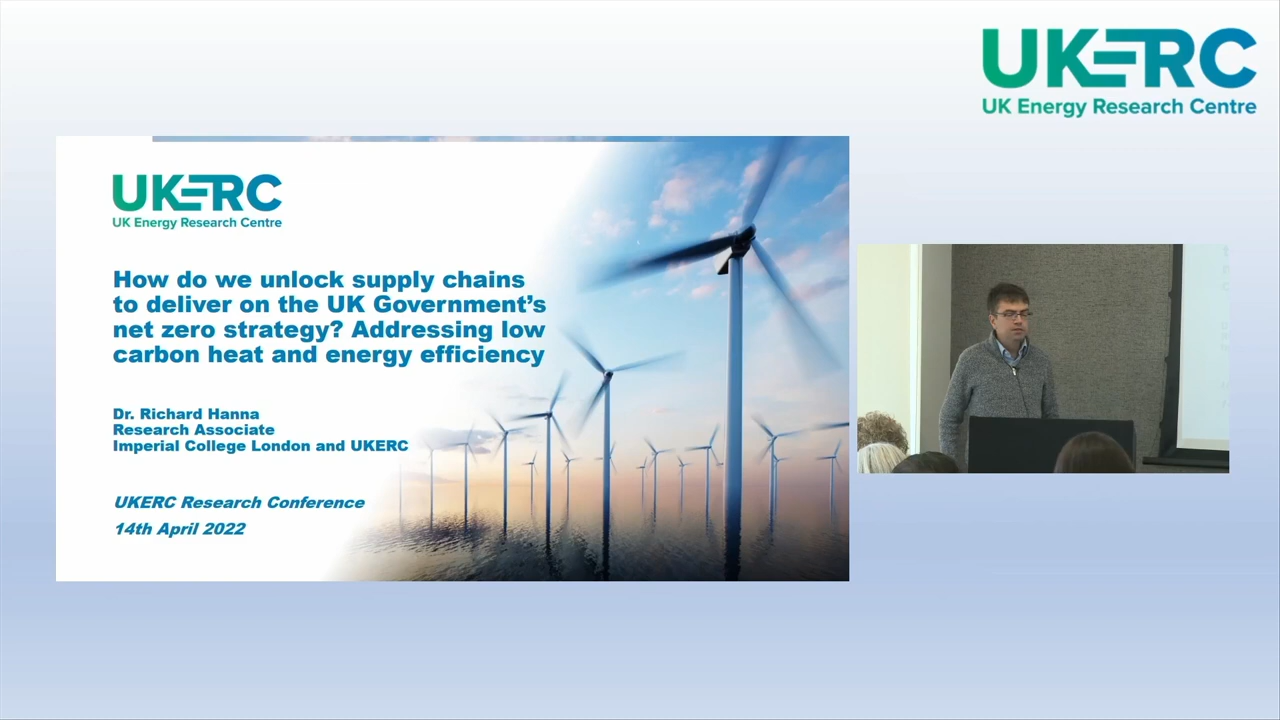 UKERC
UK Energy Research Centre
UKERC
UK Energy Research Centre
How do we unlock supply chains
to deliver on the UK Government's
net zero strategy? Addressing low
carbon heat and energy efficiency
Dr. Richard Hanna
Research Associate
Imperial College London and UKERC
UKERC Research Conference
14th April 2022